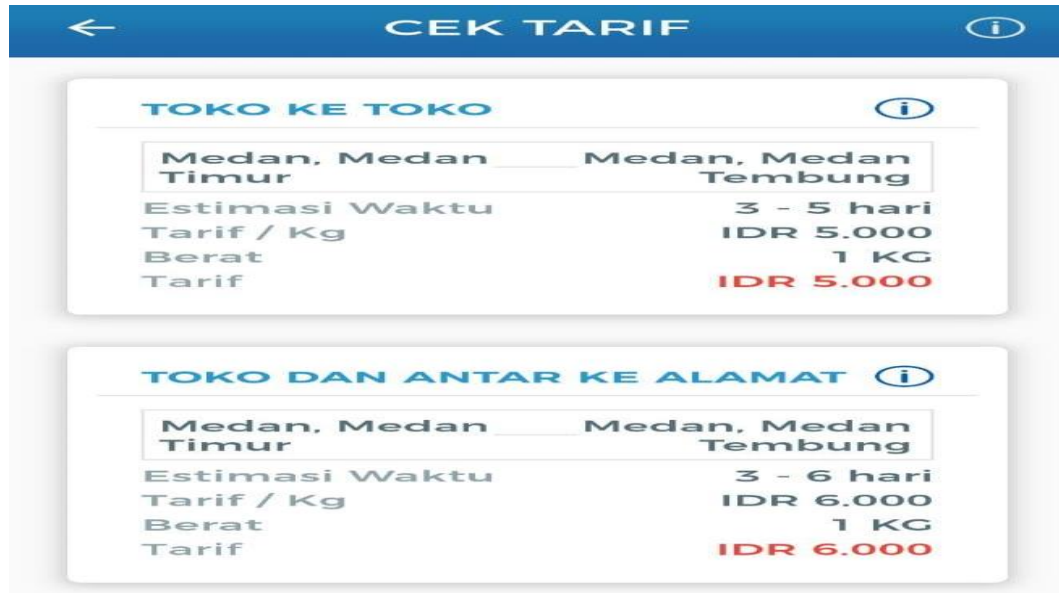 CEK TARIF
TOKO KE TOKO
Medan, Medan Medan, Medan
Timur Tembung
Estimasi Waktu 3 - 5 hari
Tarif / Kg IDR 5.000
Berat 1 KG
Tarif IDR 5.000
TOKO DAN ANTAR KE ALAMAT
Medan, Medan Medan, Medan
Timur Tembung
Estimasi Waktu 3 - 6 hari
Tarif / Kg IDR 6.000
Berat 1 KG
Tarif IDR 6.000